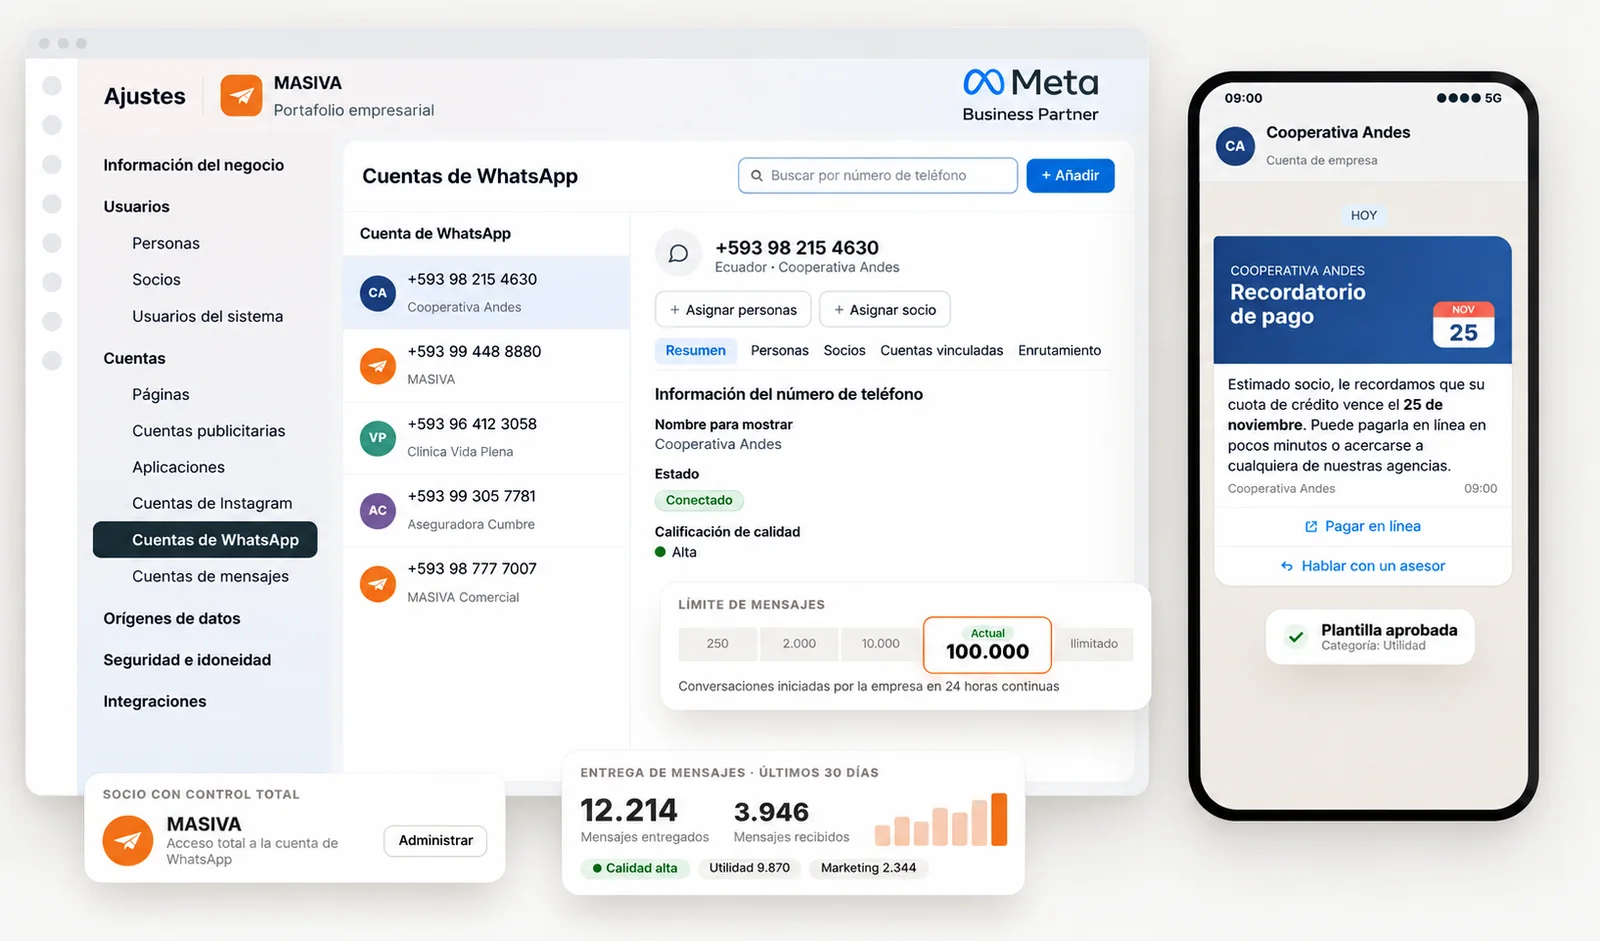 Ajustes
MASIVA
Portafolio empresarial
Meta
Business Partner
Información del negocio
Usuarios
Personas
Socios
Usuarios del sistema
Cuentas
Páginas
Cuentas publicitarias
Aplicaciones
Cuentas de Instagram
Cuentas de WhatsApp
Cuentas de mensajes
Orígenes de datos
Seguridad e idoneidad
Integraciones
Cuentas de WhatsApp
Buscar por número de teléfono
+ Añadir
Cuenta de WhatsApp
CA
+593 98 215 4630
Cooperativa Andes
+593 99 448 8880
MASIVA
VP
+593 96 412 3058
Clínica Vida Plena
AC
+593 99 305 7781
Aseguradora Cumbre
+593 98 777 7007
MASIVA Comercial
+593 98 215 4630
Ecuador · Cooperativa Andes
+ Asignar personas
+ Asignar socio
Resumen Personas Socios Cuentas vinculadas Enrutamiento
Información del número de teléfono
Nombre para mostrar
Cooperativa Andes
Estado
Conectado
Calificación de calidad
Alta
LÍMITE DE MENSAJES
250 2.000 10.000
Actual
100.000
Ilimitado
Conversaciones iniciadas por la empresa en 24 horas continuas
SOCIO CON CONTROL TOTAL
MASIVA
Acceso total a la cuenta de
WhatsApp
Administrar
ENTREGA DE MENSAJES · ÚLTIMOS 30 DÍAS
12.214
Mensajes entregados
3.946
Mensajes recibidos
Calidad alta
Utilidad 9.870
Marketing 2.344
09:00
5G
CA
Cooperativa Andes
Cuenta de empresa
HOY
COOPERATIVA ANDES
Recordatorio
de pago
NOV
25
Estimado socio, le recordamos que su
cuota de crédito vence el 25 de
noviembre. Puede pagarla en línea en
pocos minutos o acercarse a
cualquiera de nuestras agencias.
Cooperativa Andes 09:00
Pagar en línea
Hablar con un asesor
Plantilla aprobada
Categoría: Utilidad